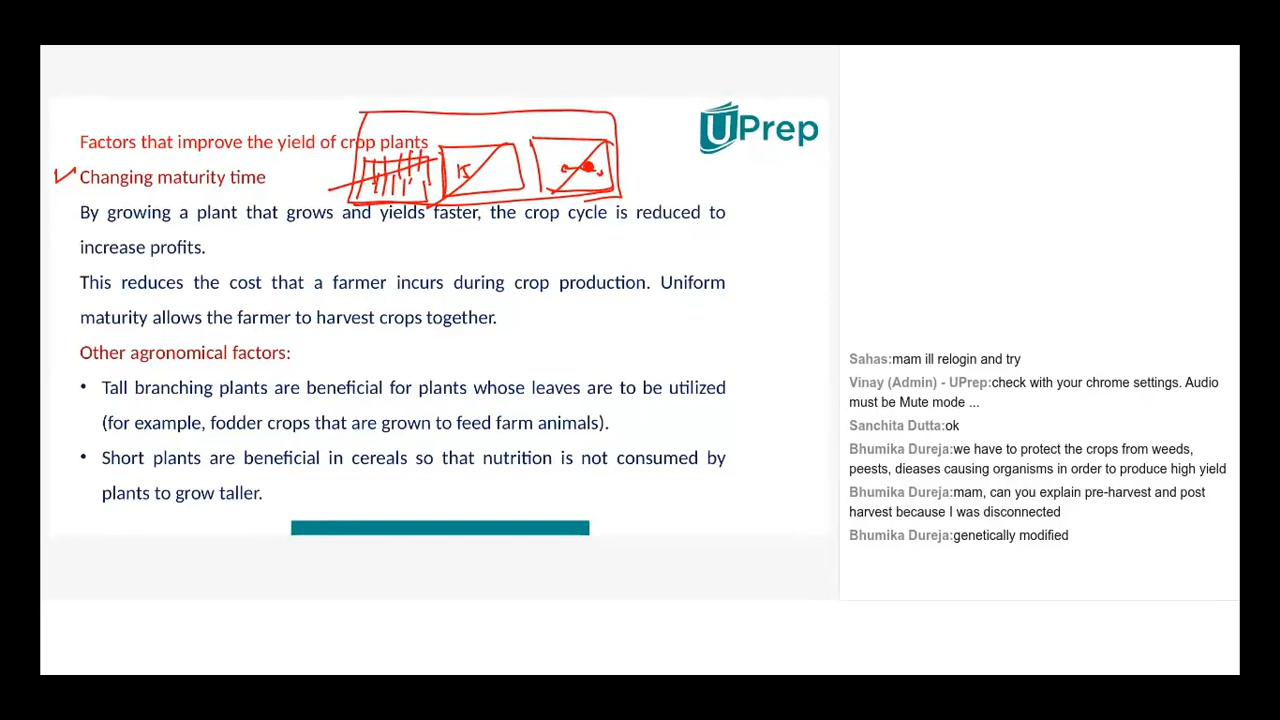 UPrep
Factors that improve the yield of crop plants
Changing maturity time
By growing a plant that grows and yields faster, the crop cycle is reduced to
increase profits.
This reduces the cost that a farmer incurs during crop production. Uniform
maturity allows the farmer to harvest crops together.
Other agronomical factors:
• Tall branching plants are beneficial for plants whose leaves are to be utilized
(for example, fodder crops that are grown to feed farm animals).
• Short plants are beneficial in cereals so that nutrition is not consumed by
plants to grow taller.
Sahas:mam ill relogin and try
Vinay (Admin) - UPrep:check with your chrome settings. Audio
must be Mute mode ...
Sanchita Dutta:ok
Bhumika Dureja:we have to protect the crops from weeds,
peests, dieases causing organisms in order to produce high yield
Bhumika Dureja:mam, can you explain pre-harvest and post
harvest because I was disconnected
Bhumika Dureja:genetically modified